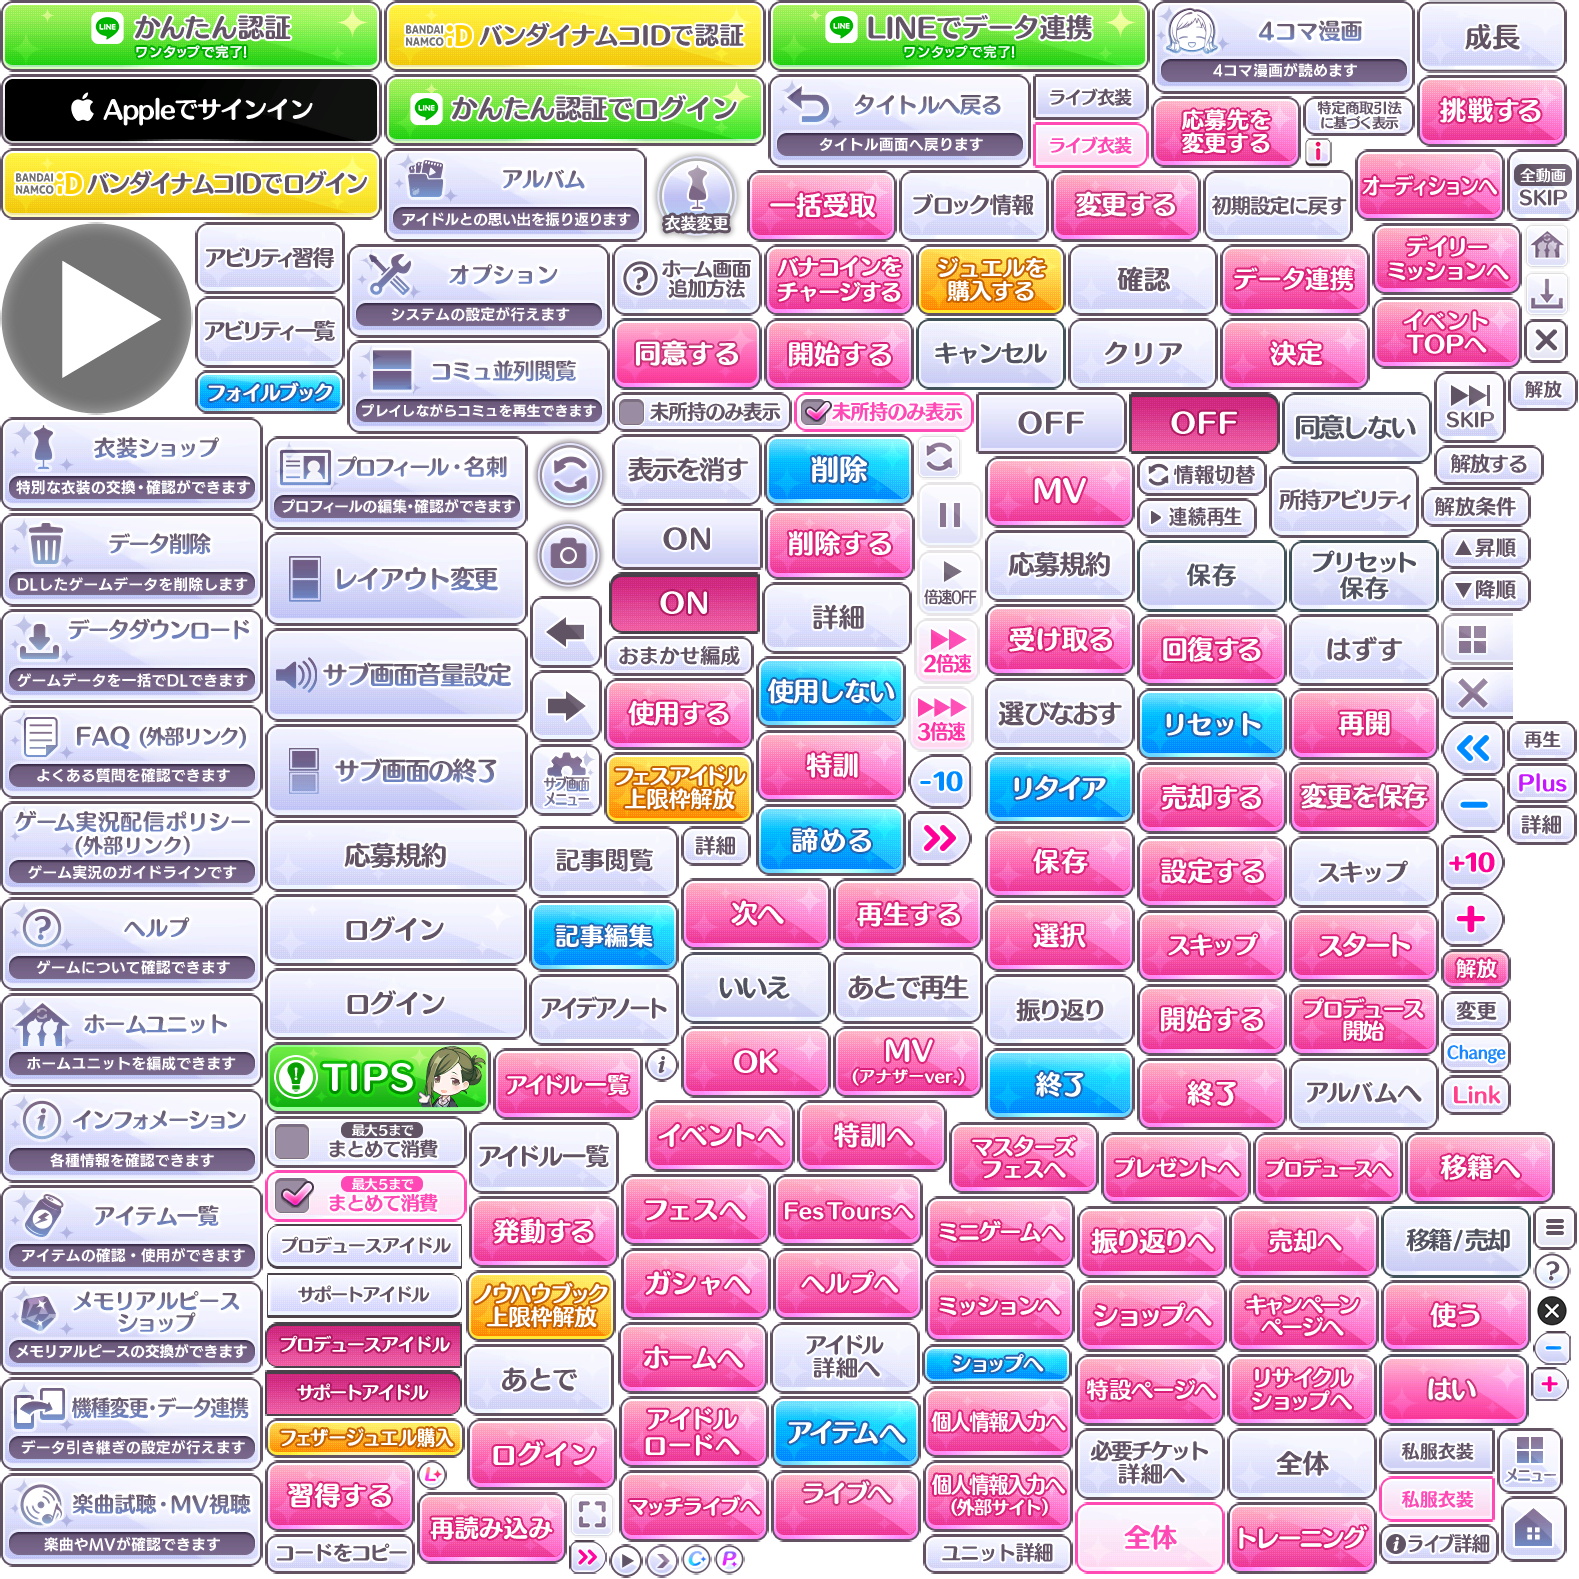 LINE かんたん認証
ワンタップで完了!
BANDAI NAMCO iD バンダイナムコIDで認証
LINE LINEでデータ連携
ワンタップで完了!
4コマ漫画
4コマ漫画が読めます
成長
Appleでサインイン
LINE かんたん認証でログイン
タイトルへ戻る
タイトル画面へ戻ります
ライブ衣装
ライブ衣装
応募先を
変更する
特定商取引法
に基づく表示
i
挑戦する
BANDAI NAMCO iD バンダイナムコIDでログイン
アルバム
アイドルとの思い出を振り返ります
衣装変更
一括受取
ブロック情報
変更する
初期設定に戻す
オーディションへ
全動画
SKIP
アビリティ習得
アビリティ一覧
フォイルブック
オプション
システムの設定が行えます
コミュ並列閲覧
プレイしながらコミュを再生できます
?ホーム画面
追加方法
バナコインを
チャージする
ジュエルを
購入する
確認
データ連携
デイリー
ミッションへ
同意する
開始する
キャンセル
クリア
決定
イベント
TOPへ
未所持のみ表示
未所持のみ表示
OFF
OFF
同意しない
SKIP
解放
衣装ショップ
特別な衣装の交換・確認ができます
プロフィール・名刺
プロフィールの編集・確認ができます
表示を消す
削除
MV
情報切替
連続再生
所持アビリティ
解放する
解放条件
データ削除
DLしたゲームデータを削除します
レイアウト変更
ON
削除する
倍速OFF
応募規約
保存
プリセット
保存
▲昇順
▼降順
ON
詳細
データダウンロード
ゲームデータを一括でDLできます
サブ画面音量設定
おまかせ編成
2倍速
受け取る
回復する
はずす
使用する
使用しない
3倍速
選びなおす
リセット
再開
FAQ (外部リンク)
よくある質問を確認できます
サブ画面の終了
サブ画面
メニュー
フェスアイドル
上限枠解放
特訓
-10
リタイア
売却する
変更を保存
再生
Plus
詳細
ゲーム実況配信ポリシー
(外部リンク)
ゲーム実況のガイドラインです
応募規約
記事閲覧
詳細
諦める
保存
設定する
スキップ
+10
ヘルプ
ゲームについて確認できます
ログイン
記事編集
次へ
再生する
選択
スキップ
スタート
解放
ホームユニット
ホームユニットを編成できます
ログイン
アイデアノート
いいえ
あとで再生
振り返り
開始する
プロデュース
開始
変更
Change
TIPS
アイドル一覧
i
OK
MV
(アナザーver.)
終了
終了
アルバムへ
Link
インフォメーション
各種情報を確認できます
最大5まで
まとめて消費
アイドル一覧
イベントへ
特訓へ
マスターズ
フェスへ
プレゼントへ
プロデュースへ
移籍へ
アイテム一覧
アイテムの確認・使用ができます
最大5まで
まとめて消費
プロデュースアイドル
発動する
フェスへ
Fes Toursへ
ミニゲームへ
振り返りへ
売却へ
移籍/売却
メモリアルピース
ショップ
メモリアルピースの交換ができます
サポートアイドル
プロデュースアイドル
ノウハウブック
上限枠解放
ガシャへ
ヘルプへ
ミッションへ
ショップへ
キャンペーン
ページへ
使う
?
サポートアイドル
あとで
ホームへ
アイドル
詳細へ
ショップへ
特設ページへ
リサイクル
ショップへ
はい
機種変更・データ連携
データ引き継ぎの設定が行えます
フェザージュエル購入
ログイン
アイドル
ロードへ
アイテムへ
個人情報入力へ
必要チケット
詳細へ
全体
私服衣装
メニュー
楽曲試聴・MV視聴
楽曲やMVが確認できます
習得する
L+
再読み込み
マッチライブへ
ライブへ
個人情報入力へ
(外部サイト)
全体
トレーニング
私服衣装
ライブ詳細
コードをコピー
C+
P+
ユニット詳細